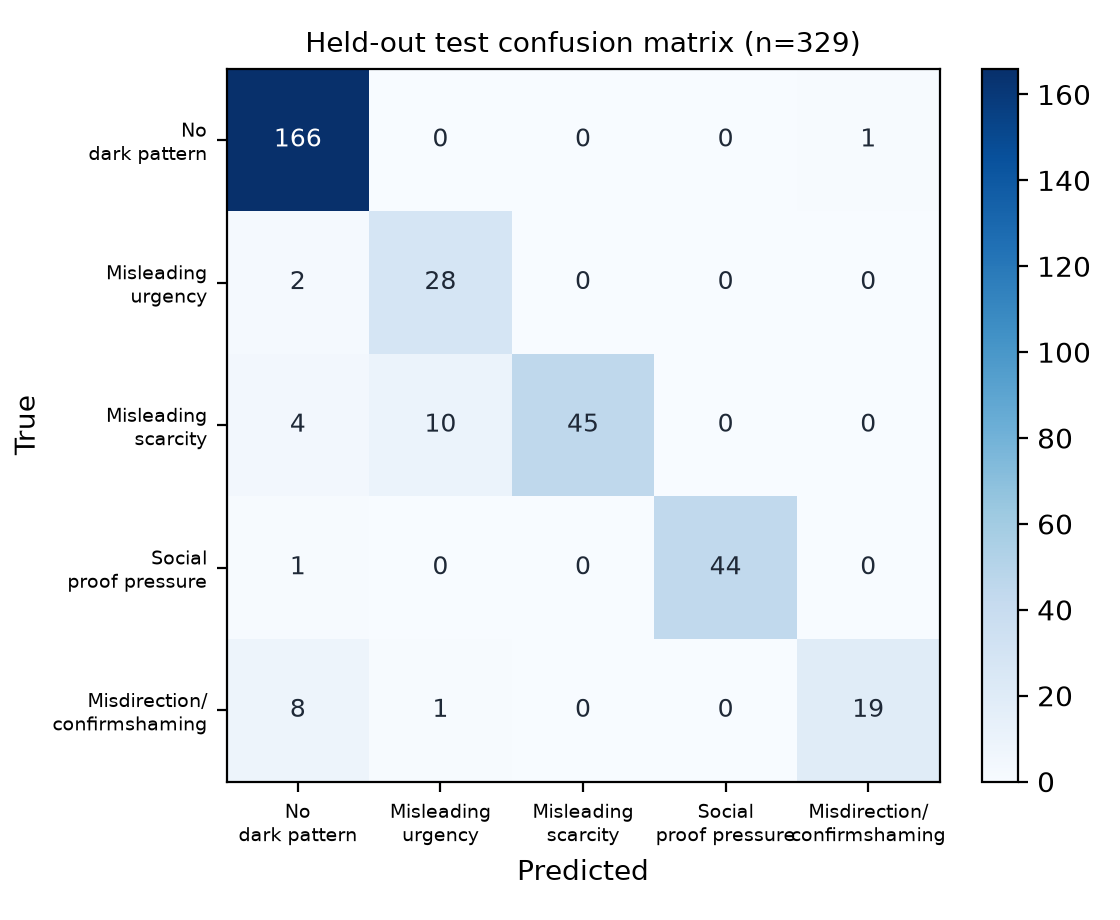 Held-out test confusion matrix (n=329)
No
dark pattern
166 0 0 0 1
Misleading
urgency
2 28 0 0 0
Misleading
scarcity
4 10 45 0 0
Social
proof pressure
1 0 0 44 0
Misdirection/
confirmshaming
8 1 0 0 19
True
No
dark pattern
Misleading
urgency
Misleading
scarcity
Social
proof pressure
Misdirection/
confirmshaming
Predicted
160
140
120
100
80
60
40
20
0